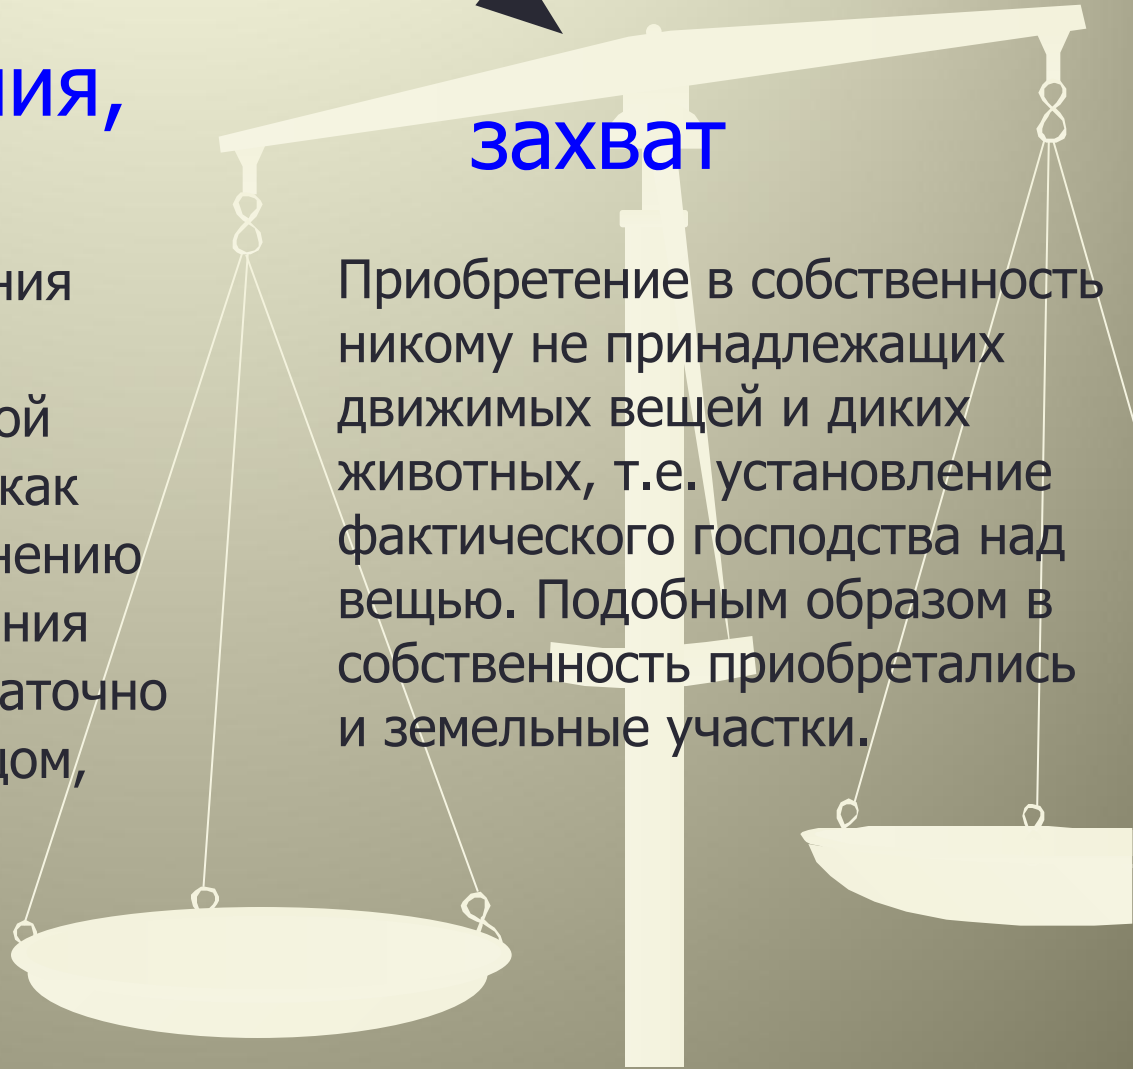 ния,
ния
ой
как
нению
ния
аточно
захват
Приобретение в собственность
никому не принадлежащих
движимых вещей и диких
животных, т.е. установление
фактического господства над
вещью. Подобным образом в
собственность приобретались
и земельные участки.